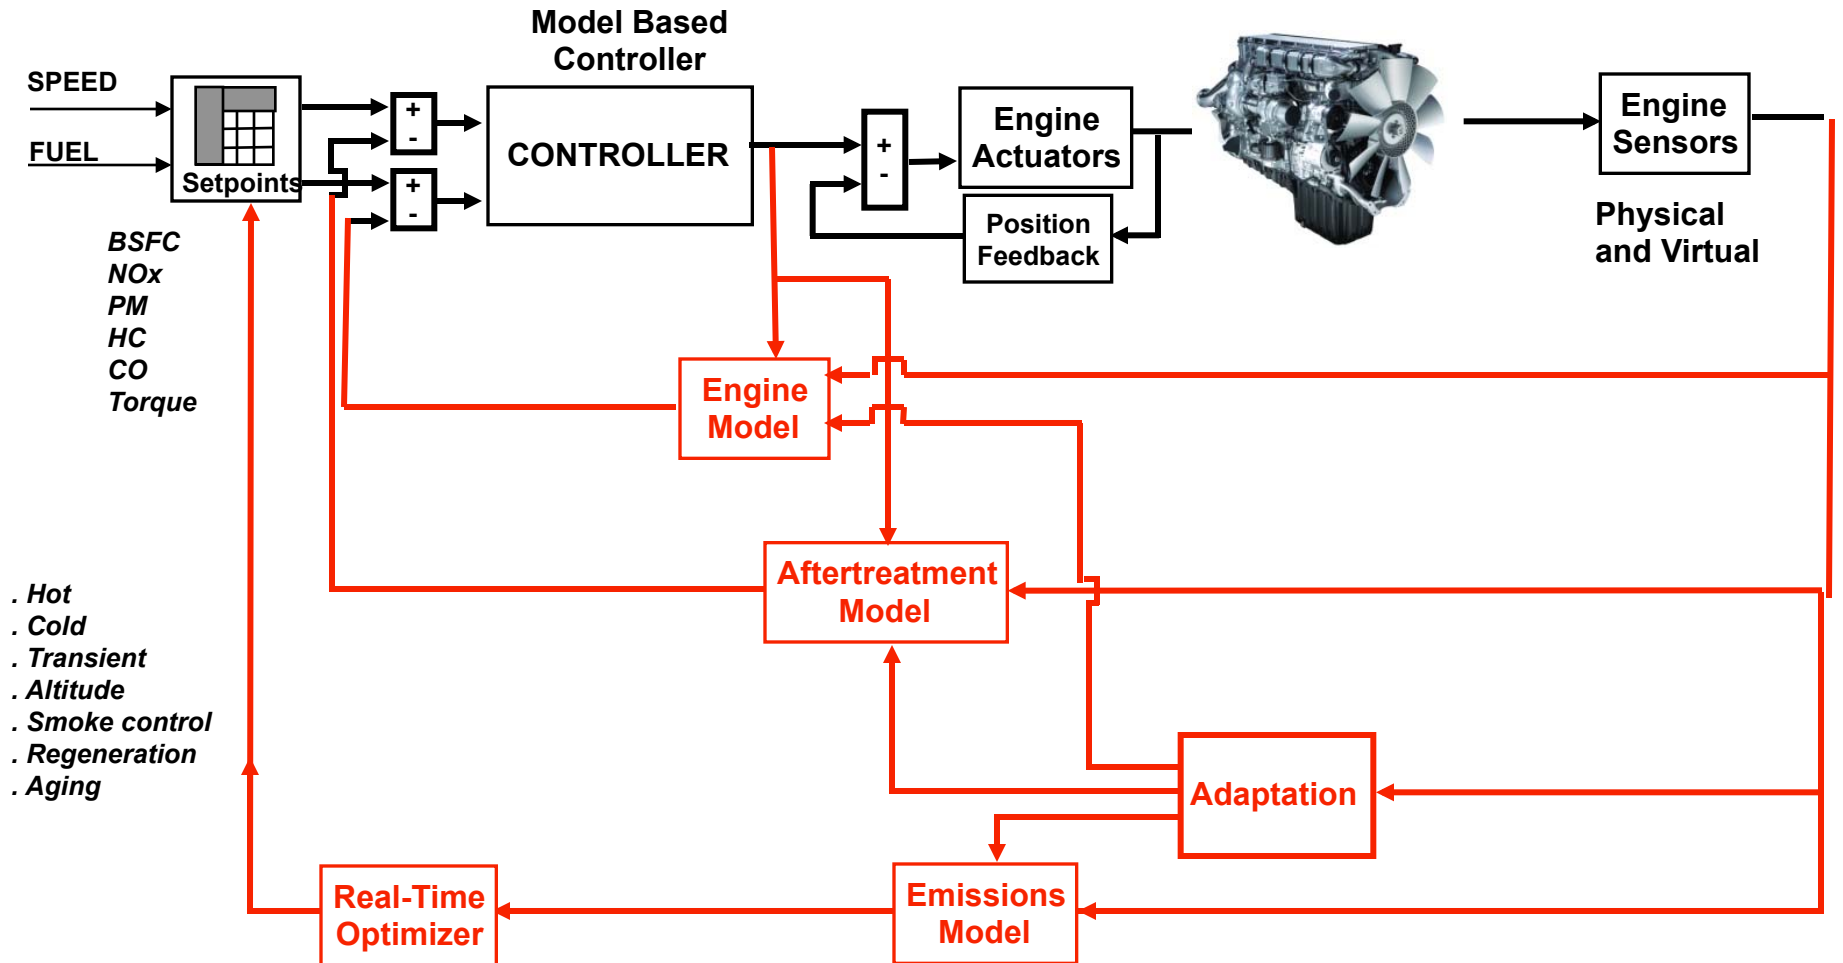 Model Based
Controller
SPEED
FUEL
Setpoints
+
-
+
-
CONTROLLER
+
-
Engine
Actuators
Position
Feedback
Engine
Sensors
Physical
and Virtual
BSFC
NOx
PM
HC
CO
Torque
Engine
Model
Aftertreatment
Model
. Hot
. Cold
. Transient
. Altitude
. Smoke control
. Regeneration
. Aging
Adaptation
Real-Time
Optimizer
Emissions
Model